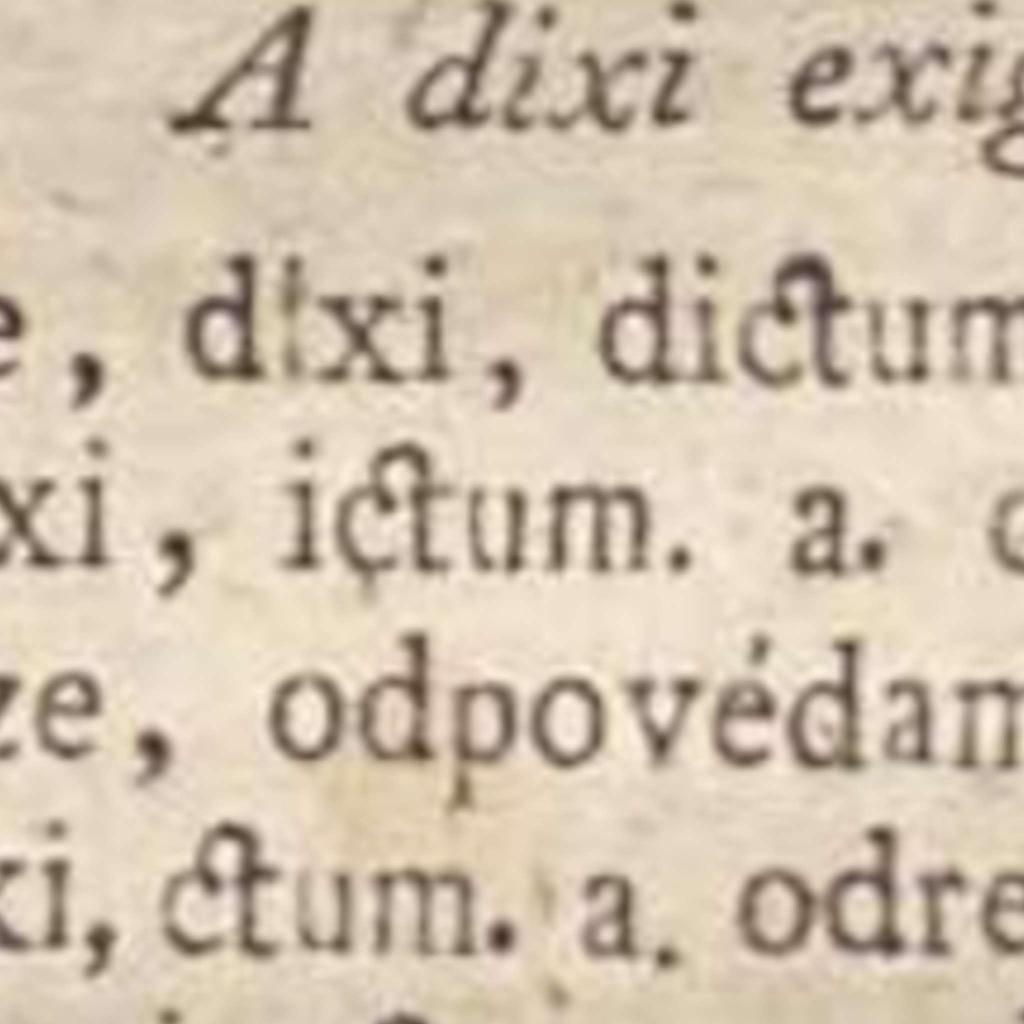 A dixi exig
e, dixi, dictum
xi, ictum. a. o
ze, odpovédam
xi, ctum. a. odre